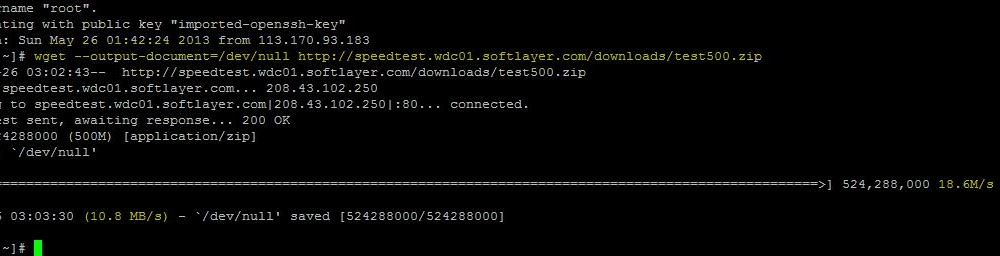 rname "root".
ating with public key "imported-openssh-key"
n: Sun May 26 01:42:24 2013 from 113.170.93.183
~]# wget --output-document=/dev/null http://speedtest.wdc01.softlayer.com/downloads/test500.zip
-26 03:02:43-- http://speedtest.wdc01.softlayer.com/downloads/test500.zip
speedtest.wdc01.softlayer.com... 208.43.102.250
g to speedtest.wdc01.softlayer.com|208.43.102.250|:80... connected.
est sent, awaiting response... 200 OK
24288000 (500M) [application/zip]
`/dev/null'
>] 524,288,000 18.6M/s
03:03:30 (10.8 MB/s) - `/dev/null' saved [524288000/524288000]
~]#